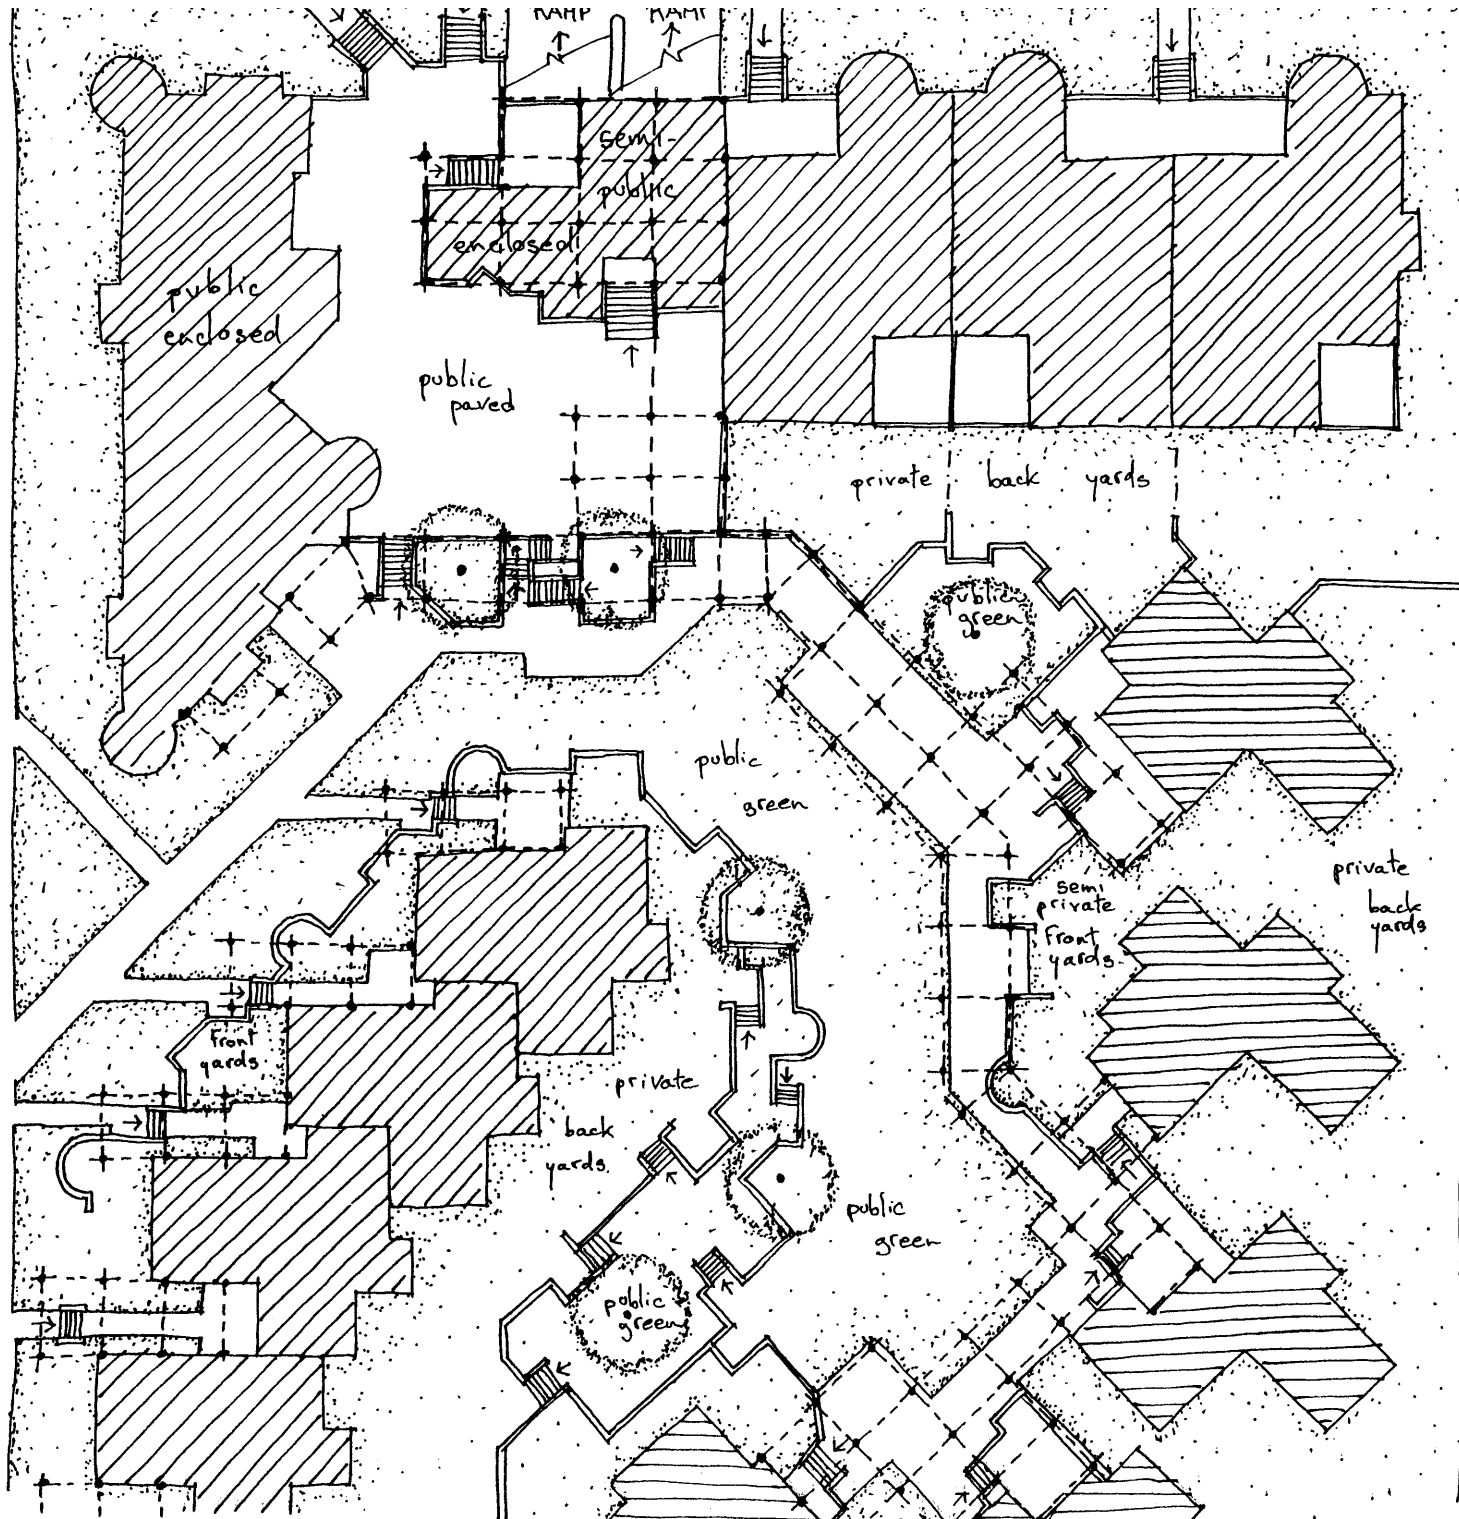 RAMP
RAMP
semi-
public
enclosed
public
enclosed
public
paved
private back yards
public
green
public
green
private
back
yards
semi
private
front
yards
front
yards
private
back
yards.
public
green
public
green